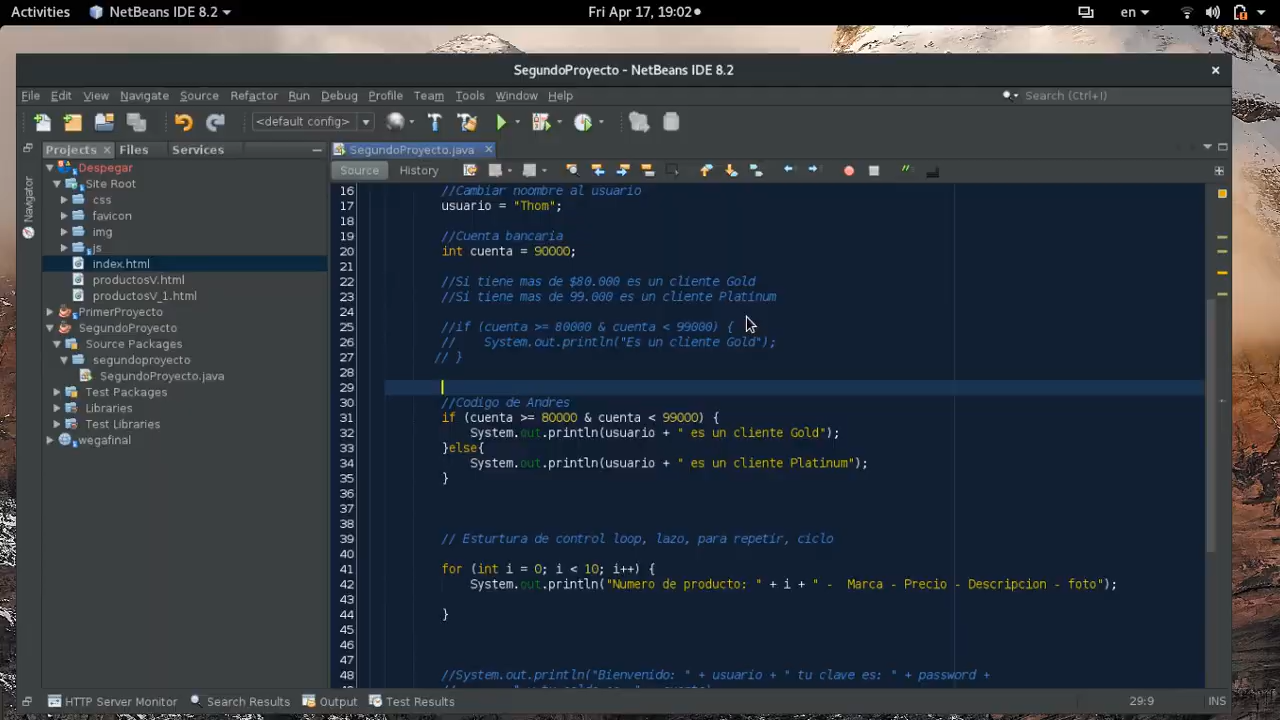 Activities NetBeans IDE 8.2 Fri Apr 17, 19:02 en
SegundoProyecto - NetBeans IDE 8.2
File Edit View Navigate Source Refactor Run Debug Profile Team Tools Window Help Search (Ctrl+I)
<default config>
Projects Files Services SegundoProyecto.java
Navigator
Source History
Despegar
Site Root
css
favicon
img
js
index.html
productosV.html
productosV_1.html
PrimerProyecto
SegundoProyecto
Source Packages
segundoproyecto
SegundoProyecto.java
Test Packages
Libraries
Test Libraries
wegafinal
16 //Cambiar noombre al usuario
17 usuario = "Thom";
18
19 //Cuenta bancaria
20 int cuenta = 90000;
21
22 //Si tiene mas de $80.000 es un cliente Gold
23 //Si tiene mas de 99.000 es un cliente Platinum
24
25 //if (cuenta >= 80000 & cuenta < 99000) {
26 // System.out.println("Es un cliente Gold");
27 // }
28
29
30 //Codigo de Andres
31 if (cuenta >= 80000 & cuenta < 99000) {
32 System.out.println(usuario + " es un cliente Gold");
33 }else{
34 System.out.println(usuario + " es un cliente Platinum");
35 }
36
37
38
39 // Esturtura de control loop, lazo, para repetir, ciclo
40
41 for (int i = 0; i < 10; i++) {
42 System.out.println("Numero de producto: " + i + " - Marca - Precio - Descripcion - foto");
43
44 }
45
46
47
48 //System.out.println("Bienvenido: " + usuario + " tu clave es: " + password +
HTTP Server Monitor Search Results Output Test Results 29:9 INS